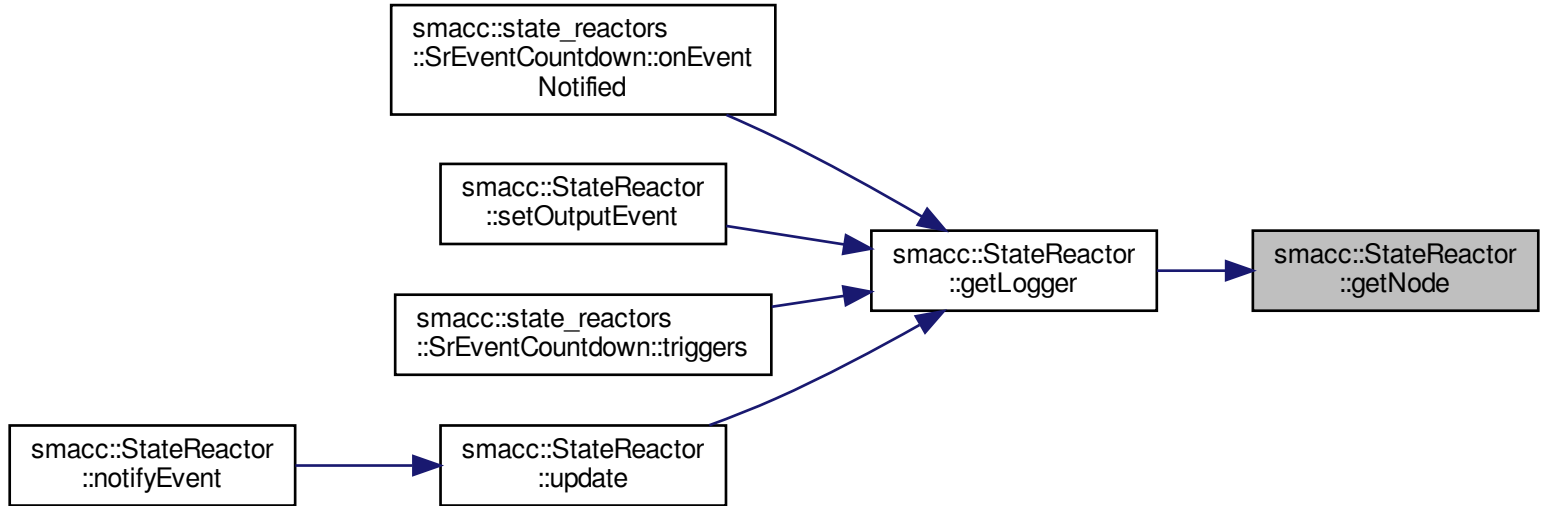 smacc::state_reactors
::SrEventCountdown::onEvent
Notified
smacc::StateReactor
::setOutputEvent
smacc::StateReactor
::getLogger
smacc::StateReactor
::getNode
smacc::state_reactors
::SrEventCountdown::triggers
smacc::StateReactor
::notifyEvent
smacc::StateReactor
::update